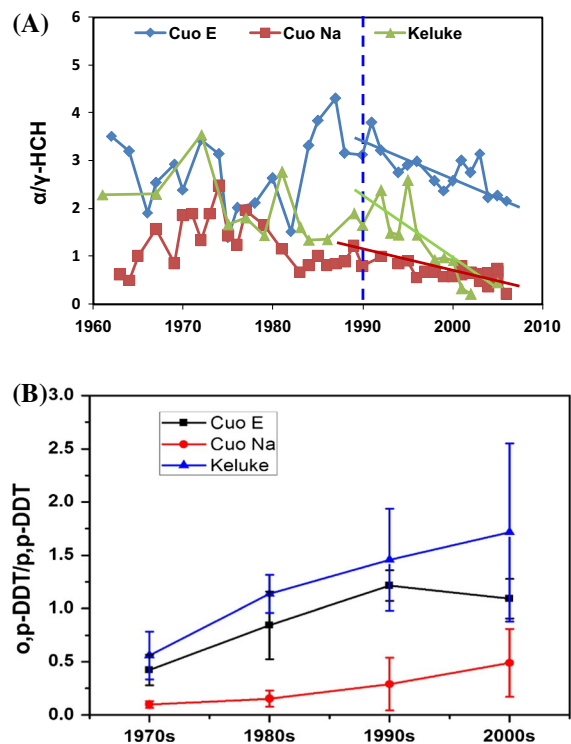 (A)
Cuo E Cuo Na Keluke
α/γ-HCH
6
5
4
3
2
1
0
1960 1970 1980 1990 2000 2010
(B)
Cuo E
Cuo Na
Keluke
o,p-DDT/p,p-DDT
3.0
2.5
2.0
1.5
1.0
0.5
0.0
1970s 1980s 1990s 2000s